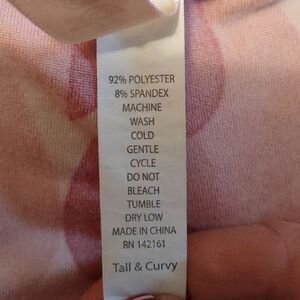 92% POLYESTER
8% SPANDEX
MACHINE
WASH
COLD
GENTLE
CYCLE
DO NOT
BLEACH
TUMBLE
DRY LOW
MADE IN CHINA
RN 142161
Tall & Curvy